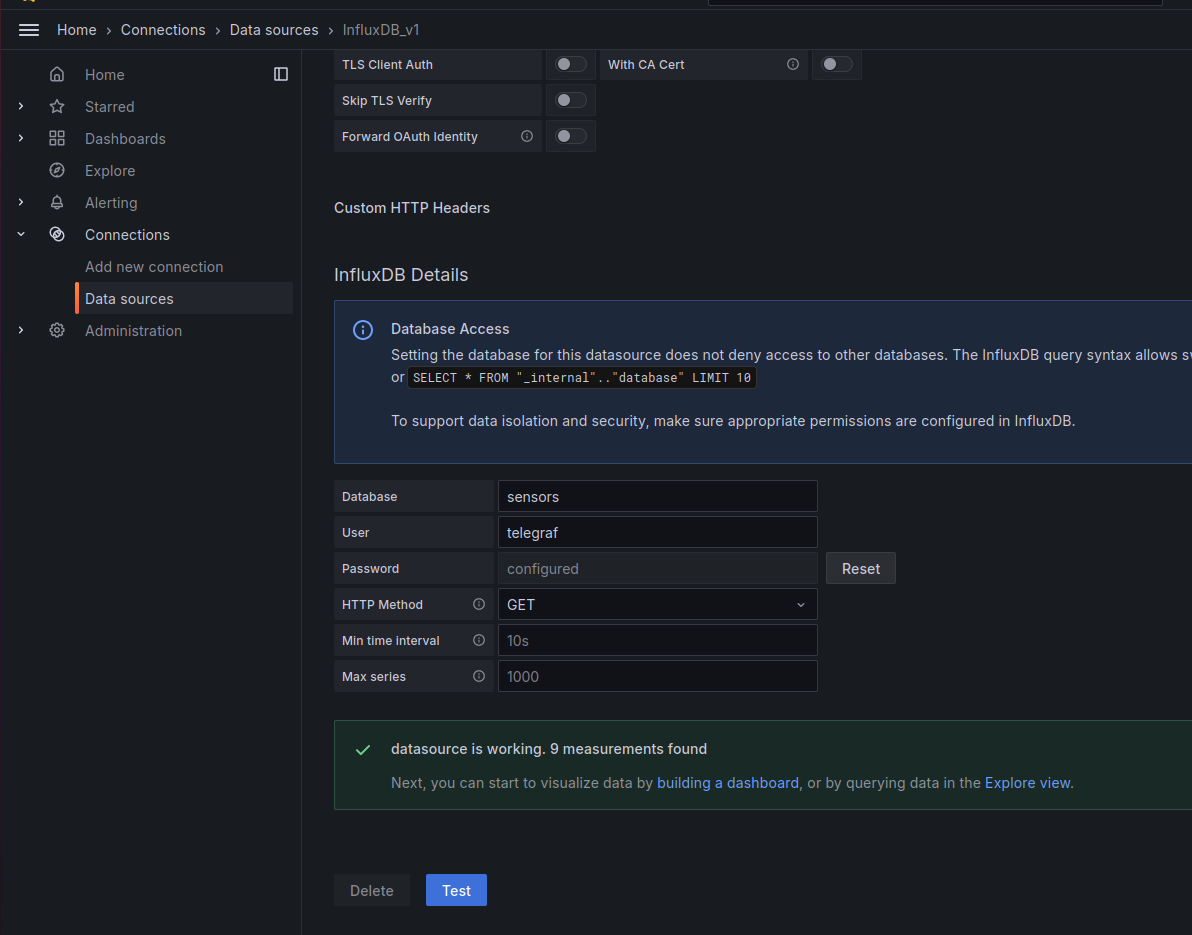 Home › Connections › Data sources › InfluxDB_v1
Home
Starred
Dashboards
Explore
Alerting
Connections
Add new connection
Data sources
Administration
TLS Client Auth
With CA Cert
Skip TLS Verify
Forward OAuth Identity
Custom HTTP Headers
InfluxDB Details
Database Access
Setting the database for this datasource does not deny access to other databases. The InfluxDB query syntax allows
or SELECT * FROM "_internal".."database" LIMIT 10
To support data isolation and security, make sure appropriate permissions are configured in InfluxDB.
Database sensors
User telegraf
Password configured Reset
HTTP Method GET
Min time interval 10s
Max series 1000
datasource is working. 9 measurements found
Next, you can start to visualize data by building a dashboard, or by querying data in the Explore view.
Delete Test